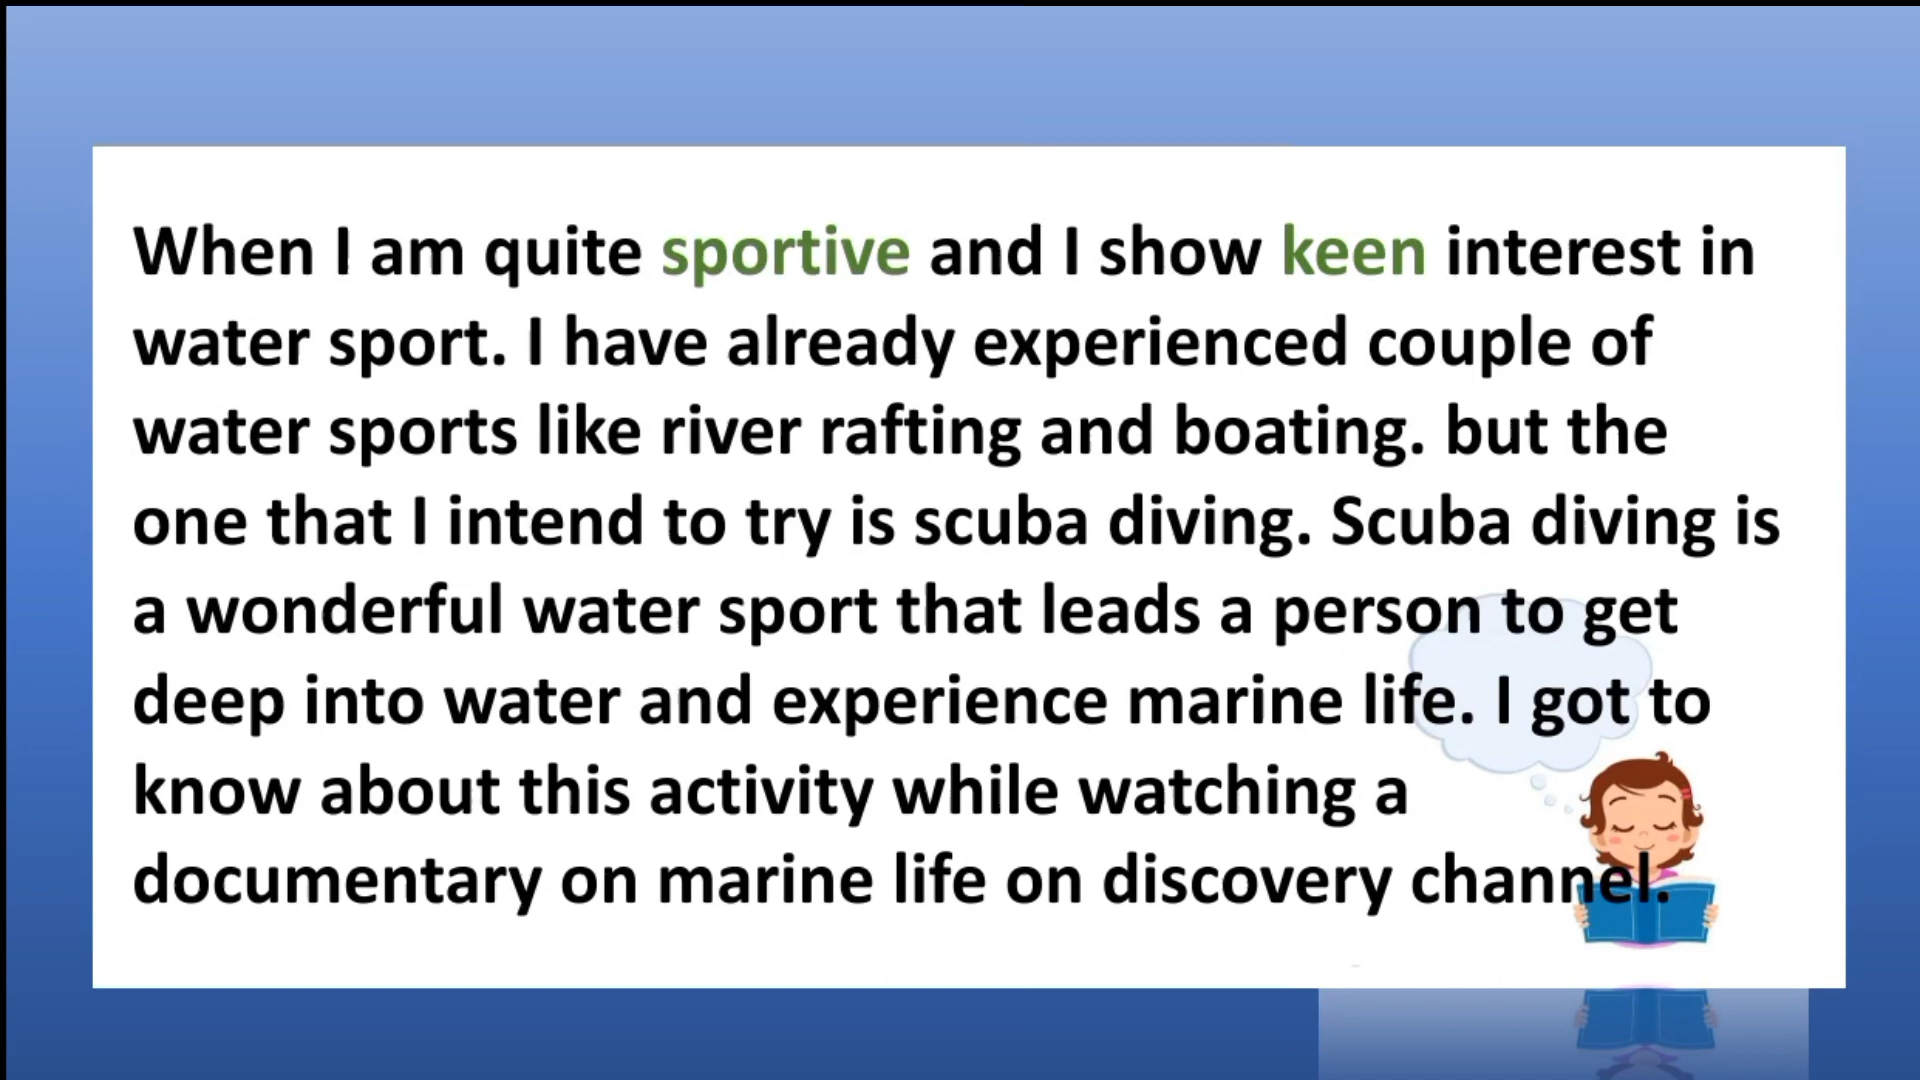 When I am quite sportive and I show keen interest in
water sport. I have already experienced couple of
water sports like river rafting and boating. but the
one that I intend to try is scuba diving. Scuba diving is
a wonderful water sport that leads a person to get
deep into water and experience marine life. I got to
know about this activity while watching a
documentary on marine life on discovery channel.